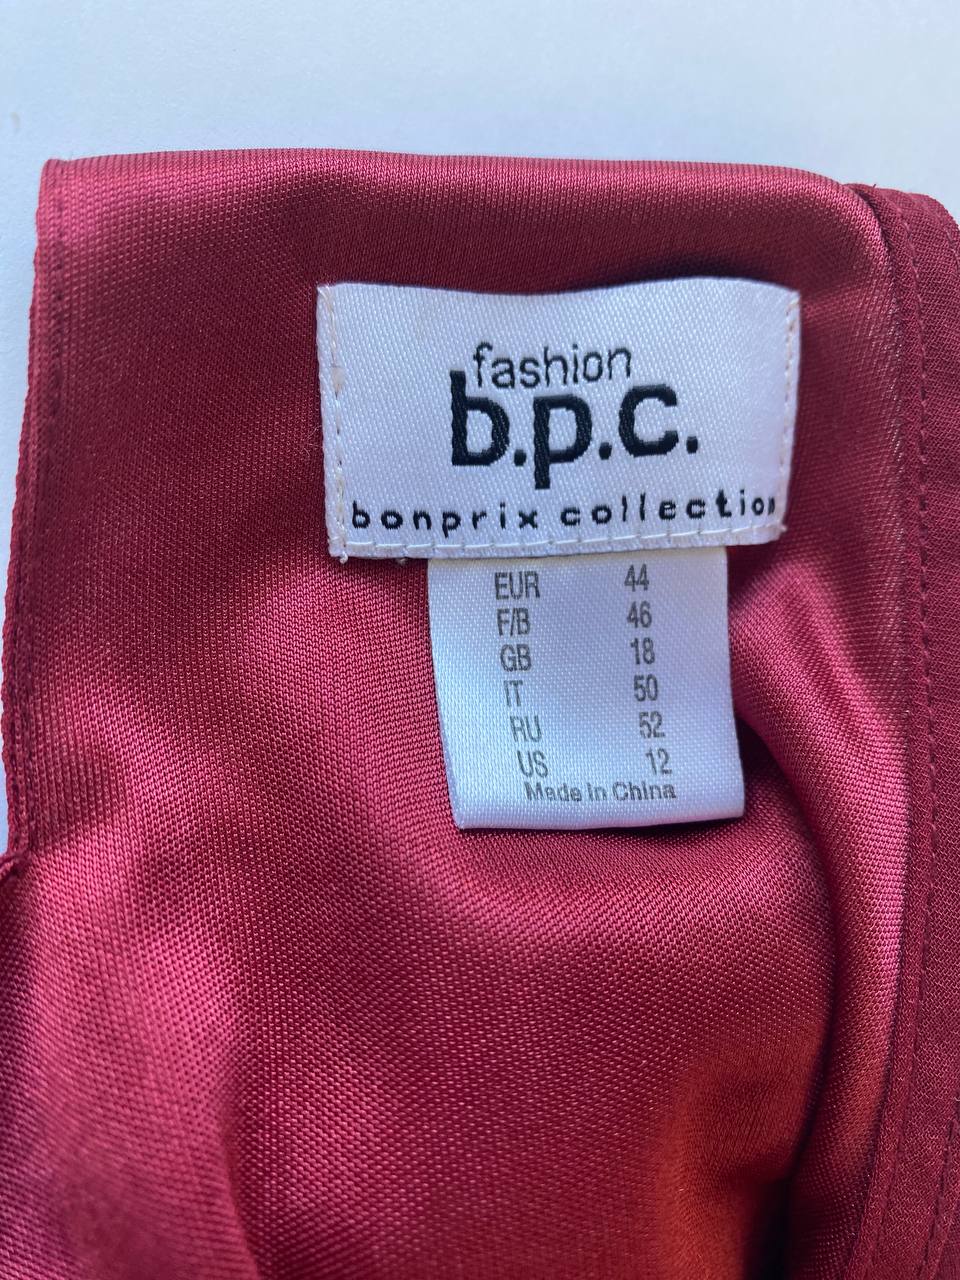 fashion
b.p.c.
bonprix collection
EUR 44
F/B 46
GB 18
IT 50
RU 52
US 12
Made in China